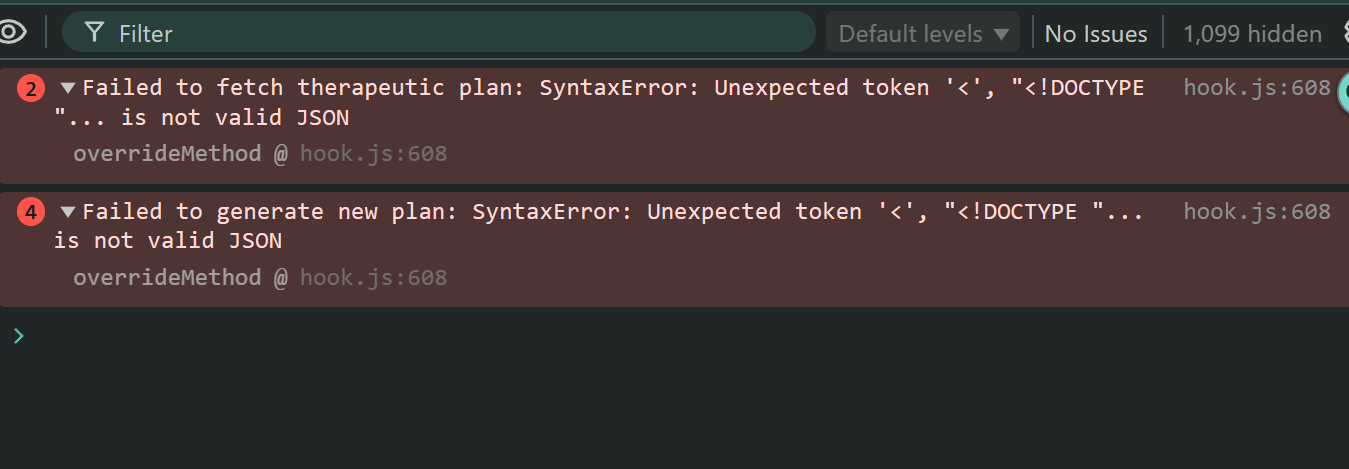 Filter
Default levels ▼
No Issues
1,099 hidden
2
▼Failed to fetch therapeutic plan: SyntaxError: Unexpected token '<', "<!DOCTYPE
hook.js:608
"... is not valid JSON
overrideMethod @ hook.js:608
4
▼Failed to generate new plan: SyntaxError: Unexpected token '<', "<!DOCTYPE "...
hook.js:608
is not valid JSON
overrideMethod @ hook.js:608
>